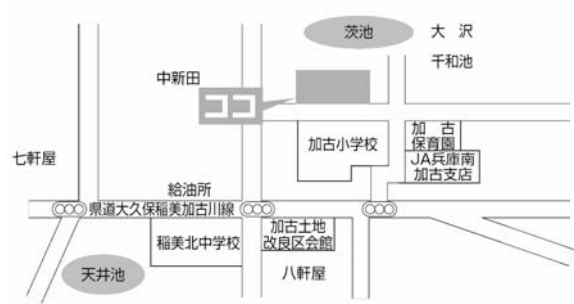 茨池
大 沢
千和池
中新田
ココ
加古小学校
加 古
保育園
JA兵庫南
加古支店
七軒屋
給油所
県道大久保稲美加古川線
稲美北中学校
加古土地
改良区会館
天井池
八軒屋